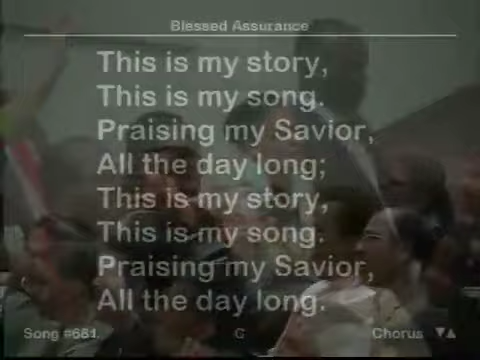 Blessed Assurance
This is my story,
This is my song.
Praising my Savior,
All the day long;
This is my story,
This is my song.
Praising my Savior,
All the day long.
Song #661. C Chorus ▼▲